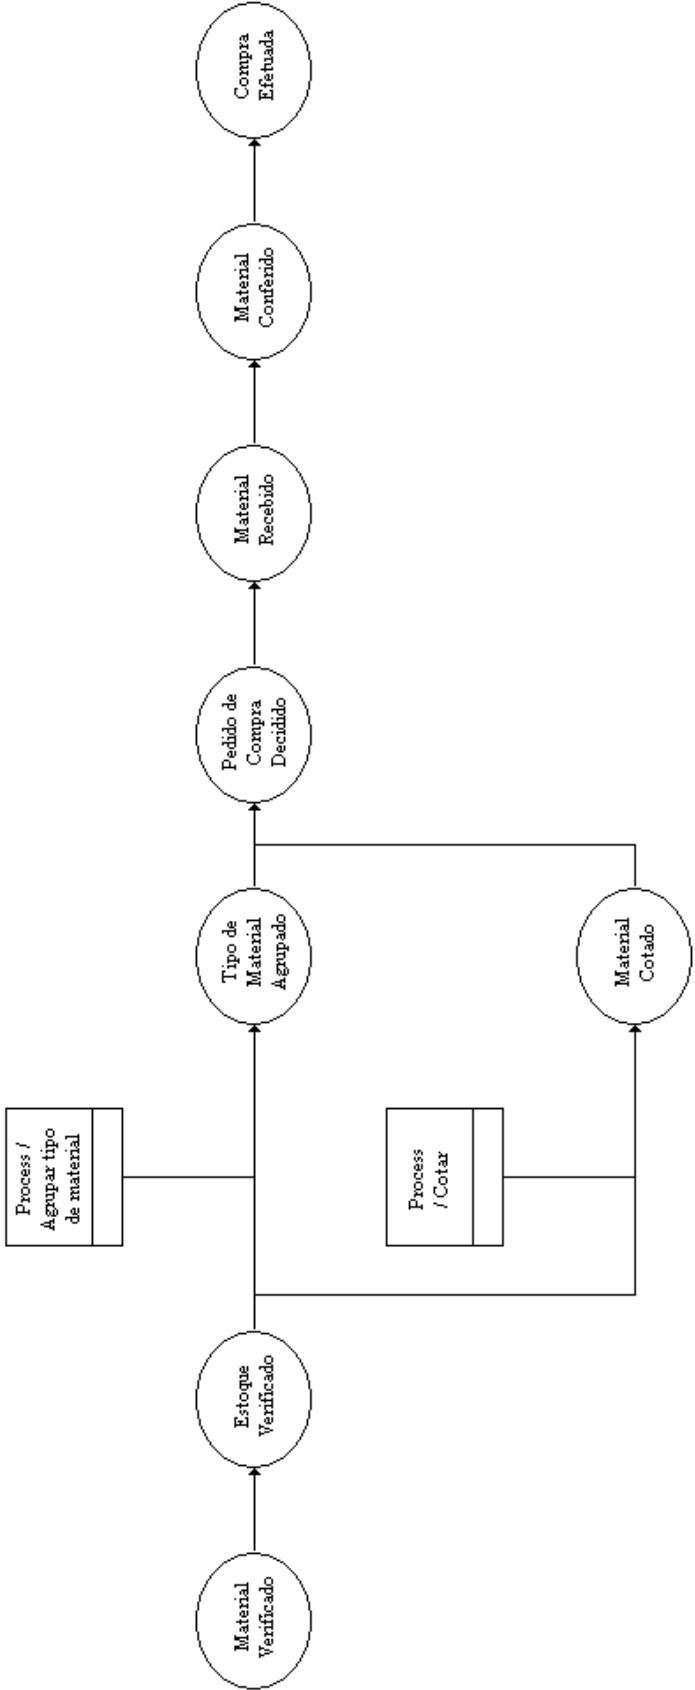 Material
Verificado
Estoque
Verificado
Process /
Agrupar tipo
de material
Process
/ Cotar
Tipo de
Material
Agrupado
Material
Cotado
Pedido de
Compra
Decidido
Material
Recebido
Material
Conferido
Compra
Efetuada